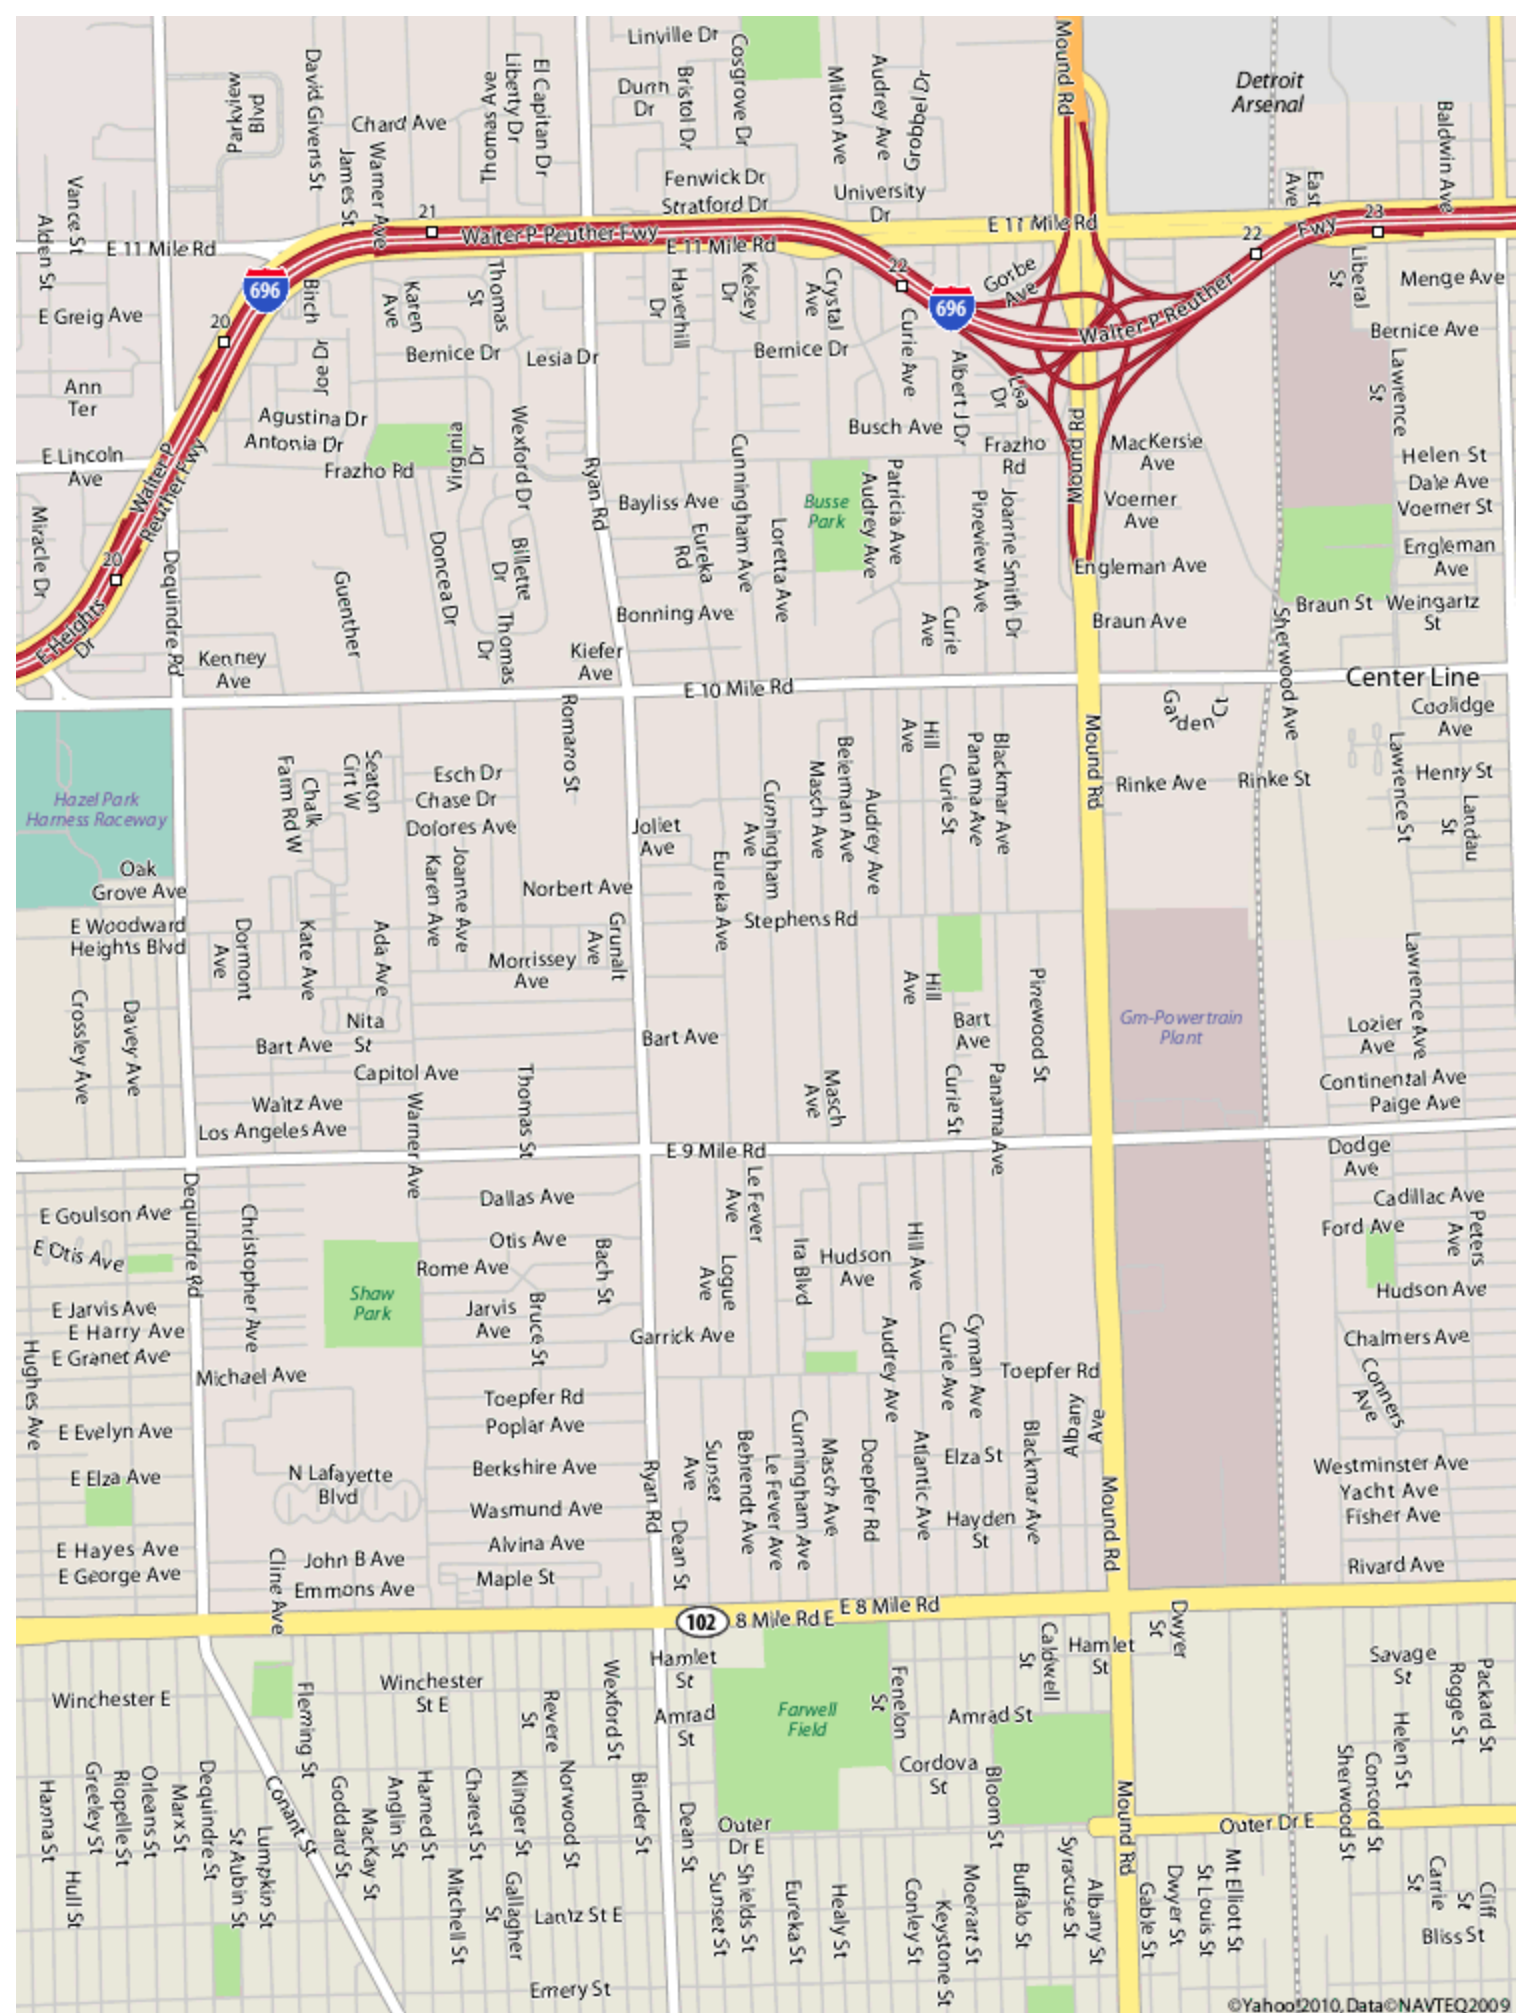 Linville Dr
Cosgrove Dr
Mound Rd
David Givens St
Parkview
Blvd
Liberty Dr
El Capitan Dr
Thomas Ave
Dunn
Dr
Bristol Dr
Milton Ave
Audrey Ave
Grobbel Dr
Detroit
Arsenal
Baldwin Ave
Chard Ave
James St
Warner Ave
Fenwick Dr
Stratford Dr
University
Dr
East
Ave
Vance St
Alden St
21
23
22
E 11 Mile Rd
Walter P Reuther Fwy
E 11 Mile Rd
E 11 Mile Rd
Fwy
22
696
Birch
Karen
Ave
Thomas
St
Haverhill
Dr
Kelsey
Dr
Crystal
Ave
Gorbe
Ave
696
Liberal
St
Menge Ave
E Greig Ave
20
Walter P Reuther
Bernice Ave
Curie Ave
Joe Dr
Bernice Dr
Lesia Dr
Bernice Dr
Albert J Dr
Lisa
Dr
Lawrence
St
Ann
Ter
Agustina Dr
Antonia Dr
Virginia
Dr
Wexford Dr
Busch Ave
Frazho
Rd
Mound Rd
MacKersie
Ave
E Lincoln
Ave
Walter P
Reuther Fwy
Frazho Rd
Ryan Rd
Cunningham Ave
Helen St
Dale Ave
Voerner St
Bayliss Ave
Busse
Park
Audrey Ave
Patricia Ave
Pineview Ave
Joanne Smith Dr
Voerner
Ave
Miracle Dr
Eureka
Rd
Loretta Ave
Engleman
Ave
20
Dequindre Rd
Guenther
Doncea Dr
Billette
Dr
Engleman Ave
Bonning Ave
Curie
Ave
Braun Ave
Sherwood Ave
Braun St
Weingartz
St
E Heights
Dr
Kenney
Ave
Thomas
Dr
Kiefer
Ave
E 10 Mile Rd
Center Line
Romano St
Hill
Ave
Garden
Ct
Coolidge
Ave
Farm Rd W
Chalk
Seaton
Cirt W
Esch Dr
Chase Dr
Dolores Ave
Cunningham
Ave
Masch Ave
Beierman Ave
Audrey Ave
Curie St
Panama Ave
Blackmar Ave
Mound Rd
Rinke Ave
Rinke St
Lawrence St
Henry St
Landau
St
Hazel Park
Harness Raceway
Joliet
Ave
Oak
Grove Ave
Karen Ave
Joanne Ave
Norbert Ave
Eureka Ave
Stephens Rd
E Woodward
Heights Blvd
Dormont
Ave
Kate Ave
Ada Ave
Morrissey
Ave
Grunalt
Ave
Hill
Ave
Lawrence Ave
Crossley Ave
Davey Ave
Nita
St
Bart Ave
Bart Ave
Bart
Ave
Pinewood St
Gm-Powertrain
Plant
Lozier
Ave
Capitol Ave
Thomas St
Masch
Ave
Curie St
Panama Ave
Continental Ave
Paige Ave
Waltz Ave
Los Angeles Ave
Warner Ave
E 9 Mile Rd
Dodge
Ave
Dequindre Rd
Christopher Ave
Dallas Ave
Le Fever
Ave
Cadillac Ave
E Goulson Ave
Otis Ave
Hill Ave
Ford Ave
Peters
Ave
E Otis Ave
Rome Ave
Bach St
Logue
Ave
Ira Blvd
Hudson
Ave
Shaw
Park
Hudson Ave
E Jarvis Ave
E Harry Ave
E Granet Ave
Jarvis
Ave
Bruce St
Garrick Ave
Audrey Ave
Curie Ave
Cyman Ave
Chalmers Ave
Hughes Ave
Michael Ave
Toepfer Rd
Conners
Ave
Toepfer Rd
Poplar Ave
Albany
Ave
E Evelyn Ave
E Elza Ave
N Lafayette
Blvd
Berkshire Ave
Ryan Rd
Sunset
Ave
Behrendt Ave
Le Fever Ave
Cunningham Ave
Masch Ave
Doepfer Rd
Atlantic Ave
Elza St
Blackmar Ave
Westminster Ave
Yacht Ave
Fisher Ave
Wasmund Ave
Hayden
St
Mound Rd
E Hayes Ave
E George Ave
Cline Ave
John B Ave
Emmons Ave
Alvina Ave
Maple St
Dean St
Rivard Ave
102
8 Mile Rd E
E 8 Mile Rd
Dwyer
St
Hamlet
St
Caldwell
St
Hamlet
St
Savage
St
Winchester E
Fleming St
Winchester
St E
Revere
St
Wexford St
Amrad
St
Farwell
Field
Fenelon
St
Amrad St
Rogge St
Packard St
Helen St
Cordova
St
Bloom St
Hanna St
Greeley St
Riopelle St
Orleans St
Marx St
Dequindre St
St Aubin St
Lumpkin St
Conant St
Goddard St
MacKay St
Anglin St
Harned St
Charest St
Klinger St
Norwood St
Binder St
Dean St
Outer
Dr E
Mound Rd
Outer Dr E
Sherwood St
Concord St
Hull St
Mitchell St
Gallagher
St
Lantz St E
Sunset St
Shields St
Eureka St
Healy St
Conley St
Keystone St
Moenart St
Buffalo St
Syracuse St
Albany St
Gable St
Dwyer St
St Louis St
Mt Elliott St
Carrie
St
Cliff
St
Bliss St
Emery St
©Yahoo!2010, Data©NAVTEQ2009